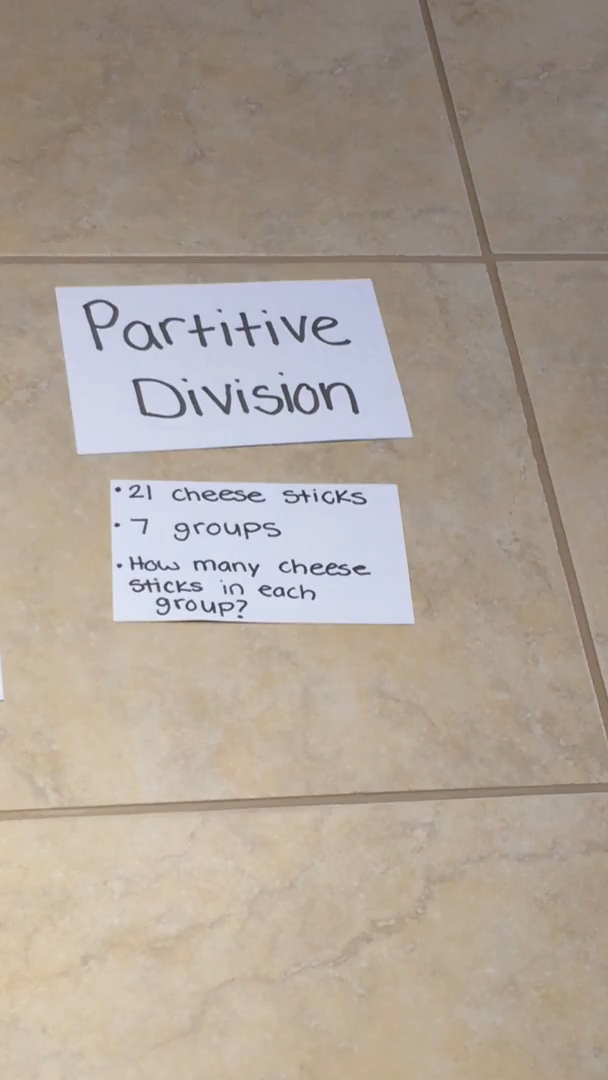 Partitive
Division
• 21 cheese sticks
• 7 groups
• How many cheese
sticks in each
group?